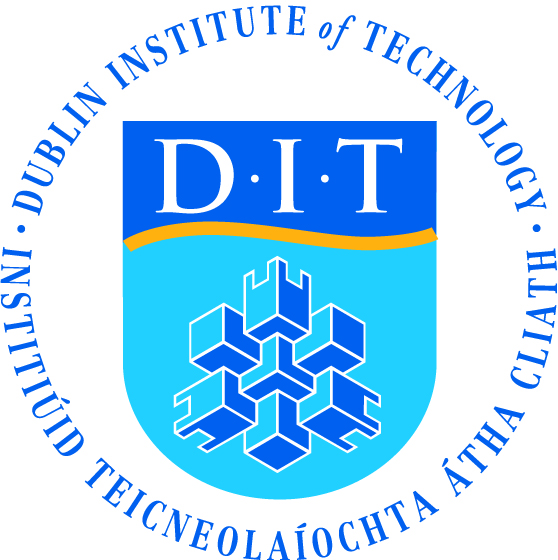 · DUBLIN INSTITUTE of TECHNOLOGY ·
D·I·T
INSTITIÚID TEICNEOLAÍOCHTA ÁTHA CLIATH